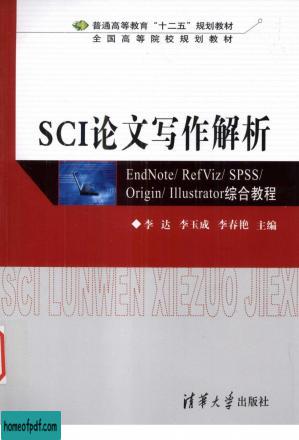 普通高等教育“十二五”规划教材
全国高等院校规划教材
SCI论文写作解析
EndNote/ RefViz/ SPSS/
Origin/ Illustrator综合教程
◆李 达 李玉成 李春艳 主编
SCI LUNWEN XIEZUO JIEXI
清华大学出版社
homeofpdf.com